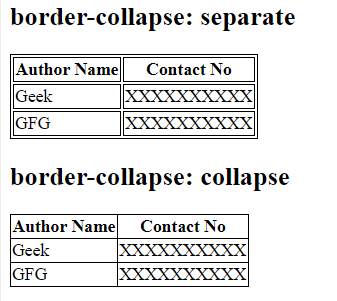 border-collapse: separate
Author Name Contact No
Geek XXXXXXXXXX
GFG XXXXXXXXXX
border-collapse: collapse
Author Name Contact No
Geek XXXXXXXXXX
GFG XXXXXXXXXX